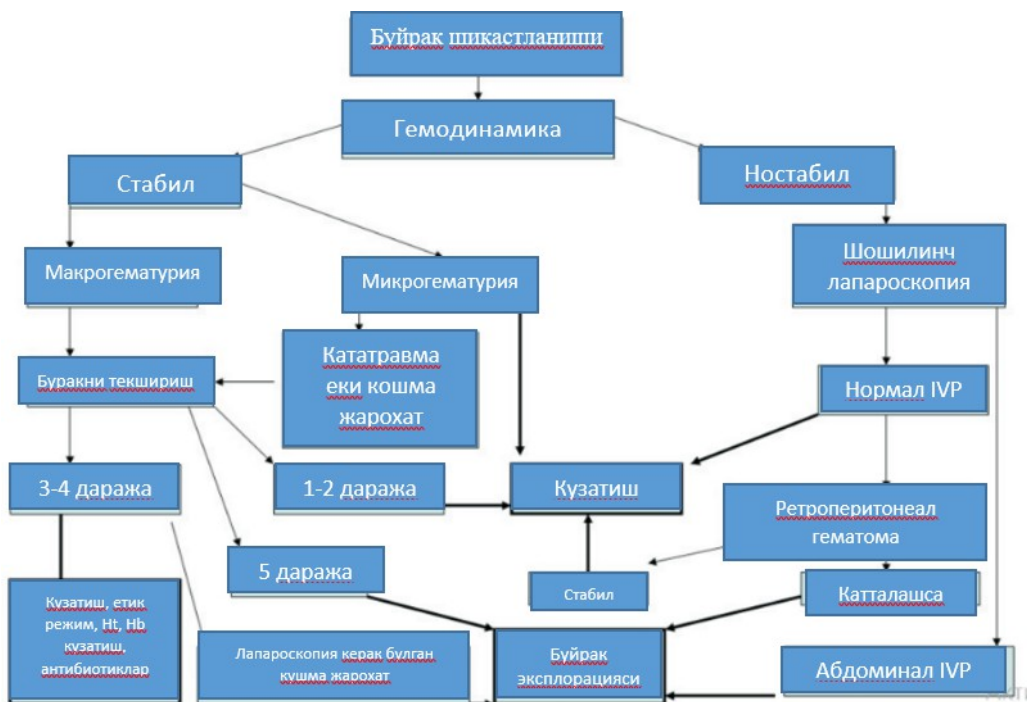 Буйрак шикастланиши
Гемодинамика
Стабил
Ностабил
Макрогематурия
Микрогематурия
Шошилинч
лапароскопия
Кататравма
еки кошма
жарохат
Буракни текшириш
Нормал IVP
3-4 даража
1-2 даража
Кузатиш
Ретроперитонеал
гематома
5 даража
Стабил
Катталашса
Кузатиш, етик
режим, Ht, Hb
кузатиш,
антибиотиклар
Лапароскопия керак булган
кушма жарохат
Буйрак
эксплорацияси
Абдоминал IVP